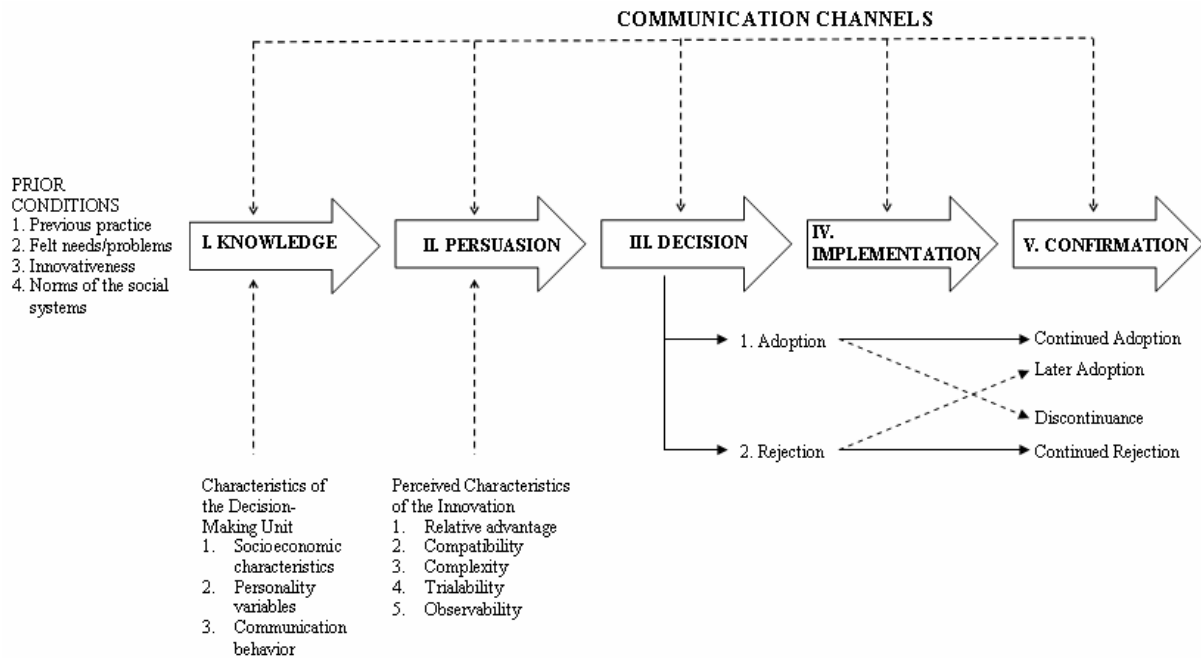 COMMUNICATION CHANNELS
PRIOR
CONDITIONS
1. Previous practice
2. Felt needs/problems
3. Innovativeness
4. Norms of the social
systems
I. KNOWLEDGE
II. PERSUASION
III. DECISION
IV.
IMPLEMENTATION
V. CONFIRMATION
1. Adoption
2. Rejection
Continued Adoption
Later Adoption
Discontinuance
Continued Rejection
Characteristics of
the Decision-
Making Unit
1. Socioeconomic
characteristics
2. Personality
variables
3. Communication
behavior
Perceived Characteristics
of the Innovation
1. Relative advantage
2. Compatibility
3. Complexity
4. Trialability
5. Observability